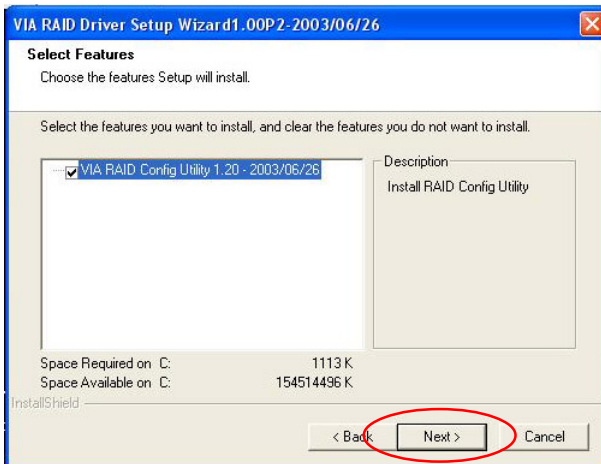 VIA RAID Driver Setup Wizard1.00P2-2003/06/26
Select Features
Choose the features Setup will install.
Select the features you want to install, and clear the features you do not want to install.
VIA RAID Config Utility 1.20 - 2003/06/26
Description
Install RAID Config Utility
Space Required on C: 1113 K
Space Available on C: 154514496 K
InstallShield
< Back Next > Cancel